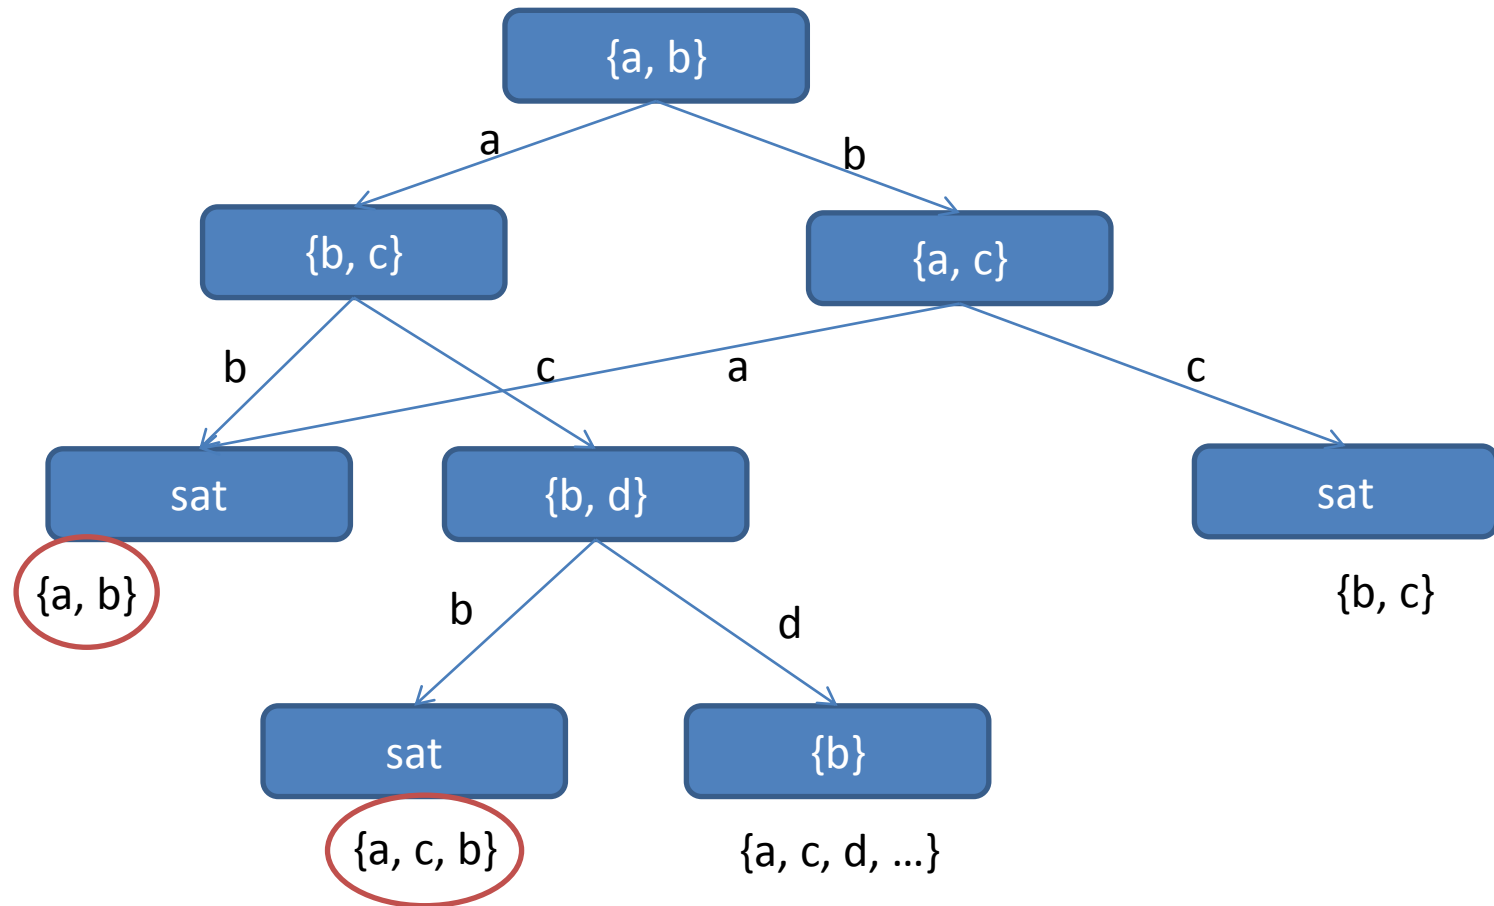 {a, b}
a
b
{b, c}
{a, c}
b
c
a
c
sat
{b, d}
sat
{a, b}
{b, c}
b
d
sat
{b}
{a, c, b}
{a, c, d, …}